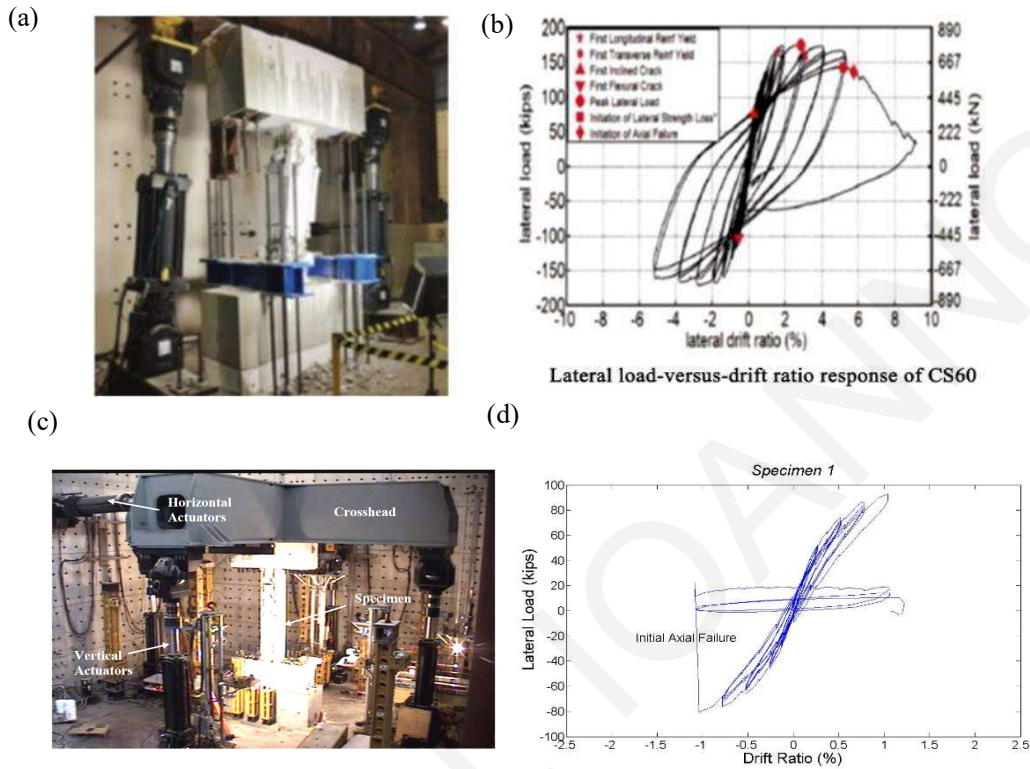 (a)
(b)
200
150
100
50
0
-50
-100
-150
-200
lateral load (kips)
First Longitudinal Reinf Yield
First Transverse Reinf Yield
First Inclined Crack
First Flexural Crack
Peak Lateral Load
Initiation of Lateral Strength Loss"
Initiation of Axial Failure
890
667
445
222
0
222
445
667
890
lateral load (kN)
-10 -8 -6 -4 -2 0 2 4 6 8 10
lateral drift ratio (%)
Lateral load-versus-drift ratio response of CS60
(c)
(d)
Horizontal
Actuators
Crosshead
Specimen
Vertical
Actuators
Specimen 1
100
80
60
40
20
0
-20
-40
-60
-80
-100
Lateral Load (kips)
Initial Axial Failure
-2.5 -2 -1.5 -1 -0.5 0 0.5 1 1.5 2 2.5
Drift Ratio (%)
IOANNO